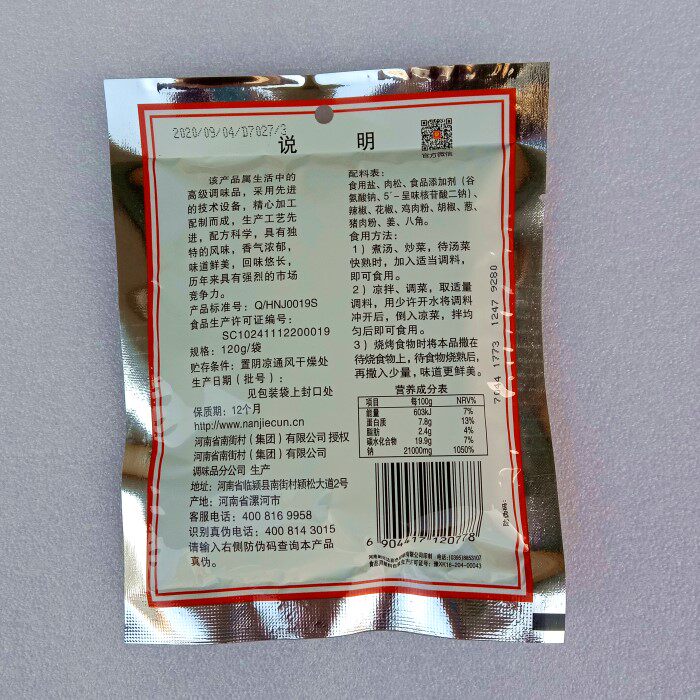 2020/09/04/D7027/3
说 明
官方微信
该产品属生活中的
高级调味品，采用先进
的技术设备，精心加工
配制而成，生产工艺先
进，配方科学，具有独
特的风味，香气浓郁，
味道鲜美，回味悠长，
历年来具有强烈的市场
竞争力。
产品标准号：Q/HNJ0019S
食品生产许可证编号：
SC10241112200019
规格：120g/袋
贮存条件：置阴凉通风干燥处
生产日期（批号）：
见包装袋上封口处
保质期：12个月
http://www.nanjiecun.cn
河南省南街村（集团）有限公司 授权
河南省南街村（集团）有限公司
调味品分公司 生产
地址：河南省临颍县南街村颍松大道2号
产地：河南省漯河市
客服电话：400 816 9958
识别真伪电话：400 814 3015
请输入右侧防伪码查询本产品
真伪。
配料表：
食用盐、肉松、食品添加剂（谷
氨酸钠、5'-呈味核苷酸二钠）、
辣椒、花椒、鸡肉粉、胡椒、葱、
猪肉粉、姜、八角。
食用方法：
1）煮汤、炒菜，待汤菜
快熟时，加入适当调料，
即可食用。
2）凉拌、调菜，取适量
调料，用少许开水将调料
冲开后，倒入凉菜，拌均
匀后即可食用。
3）烧烤食物时将本品撒在
待烧食物上，待食物烧熟后，
再撒入少量，味道更鲜美。
营养成分表
项目 每100g NRV%
能量 603kJ 7%
蛋白质 7.8g 13%
脂肪 2.4g 4%
碳水化合物 19.9g 7%
钠 21000mg 1050%
6 904417 120778
7044 1773 1247 9280
防伪码：